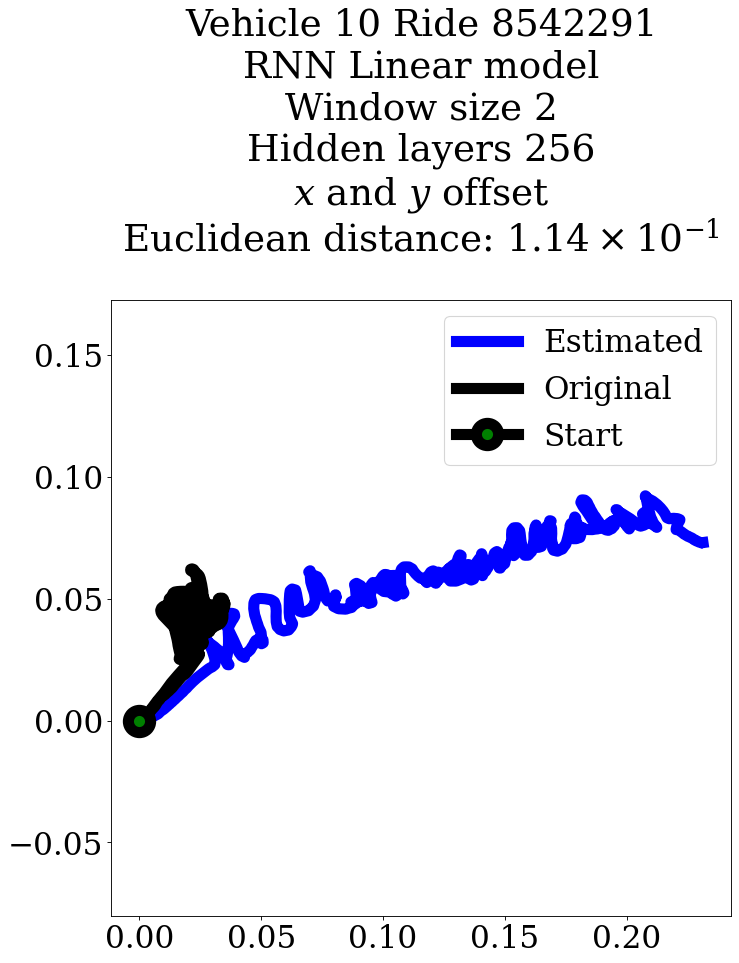 Vehicle 10 Ride 8542291
RNN Linear model
Window size 2
Hidden layers 256
x and y offset
Euclidean distance: 1.14 × 10⁻¹
Estimated
Original
Start
0.15
0.10
0.05
0.00
−0.05
0.00 0.05 0.10 0.15 0.20